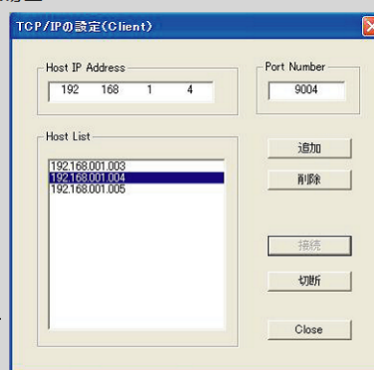 TCP/IPの設定(Client)
Host IP Address
192 168 1 4
Port Number
9004
Host List
192.168.001.003
192.168.001.004
192.168.001.005
追加
削除
接続
切断
Close